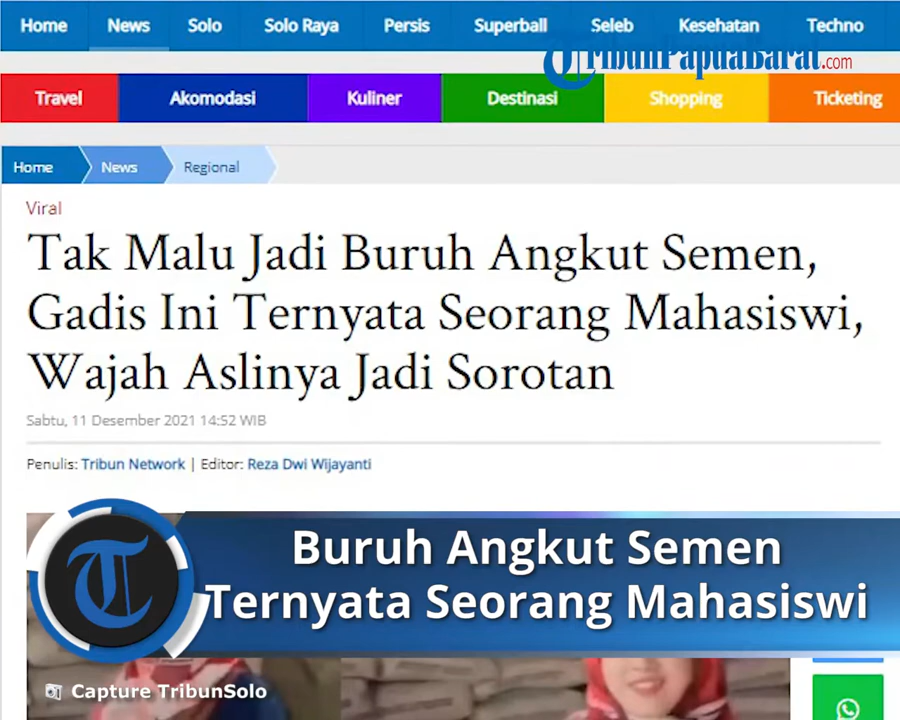 Home News Solo Solo Raya Persis Superball Seleb Kesehatan Techno
TribunPapuaBarat.com
Travel Akomodasi Kuliner Destinasi Shopping Ticketing
Home News Regional
Viral
Tak Malu Jadi Buruh Angkut Semen,
Gadis Ini Ternyata Seorang Mahasiswi,
Wajah Aslinya Jadi Sorotan
Sabtu, 11 Desember 2021 14:52 WIB
Penulis: Tribun Network | Editor: Reza Dwi Wijayanti
Buruh Angkut Semen
Ternyata Seorang Mahasiswi
T
Capture TribunSolo